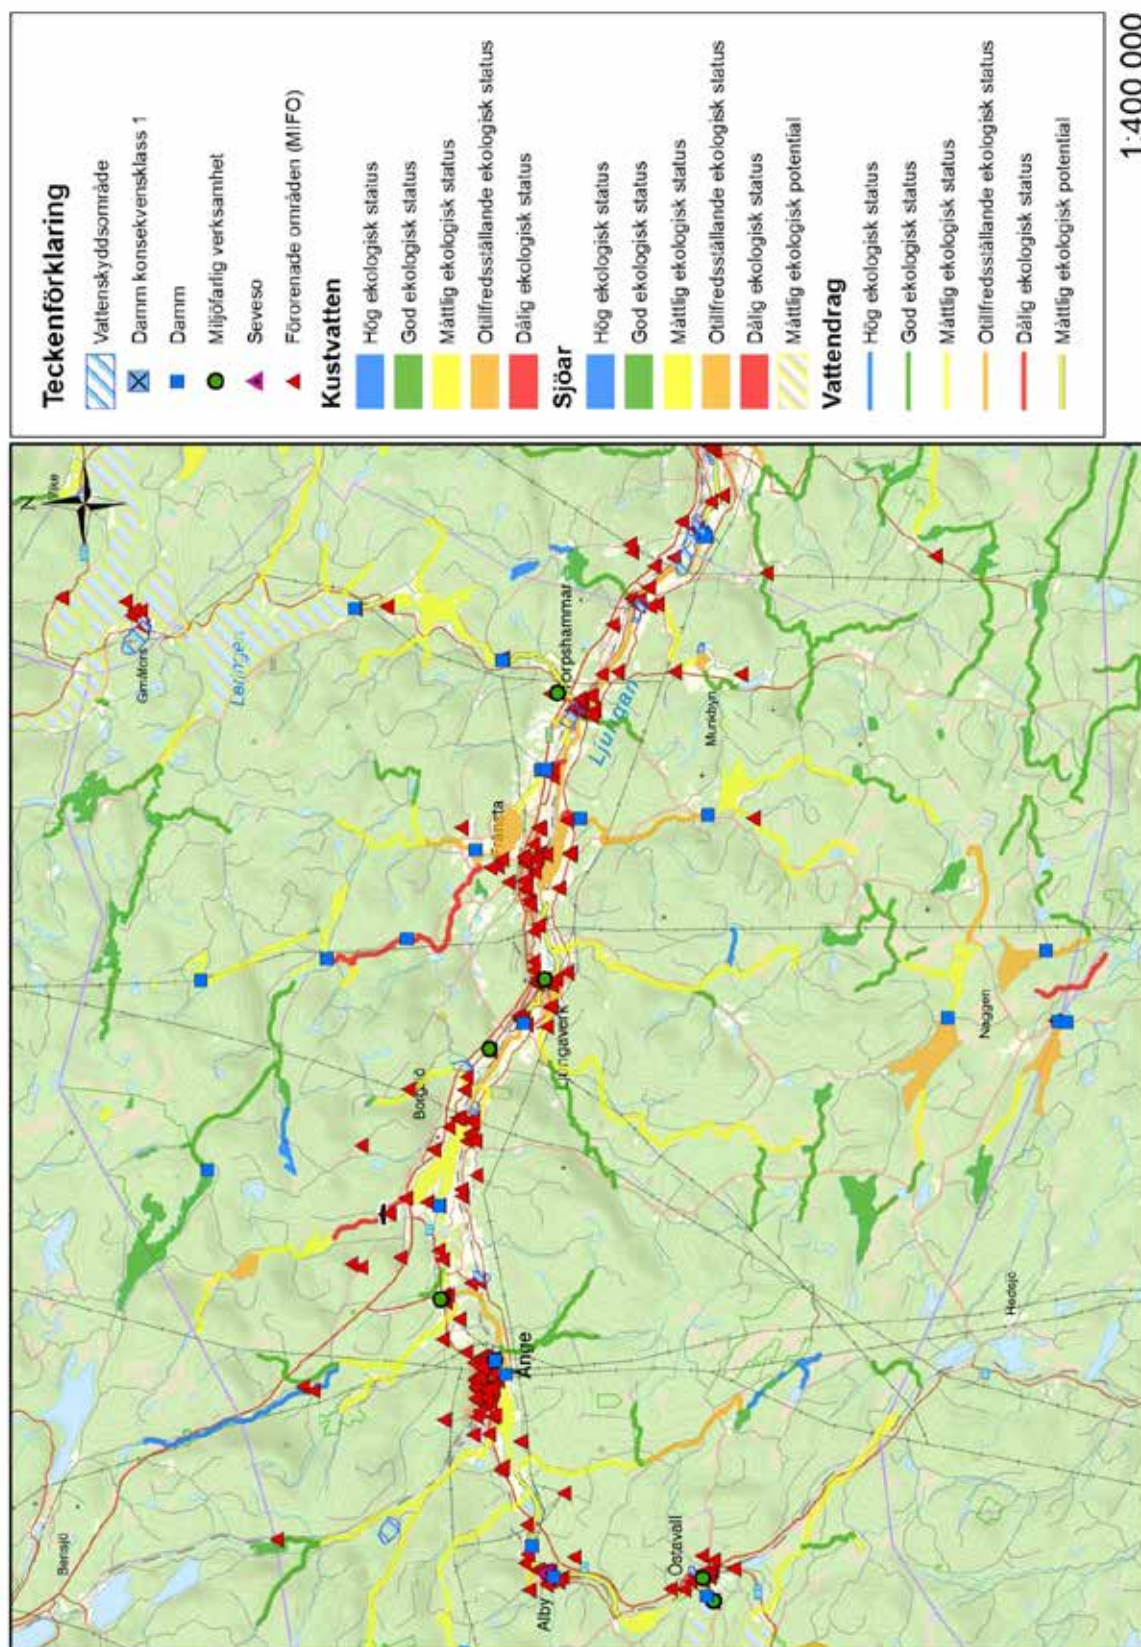 Teckenförklaring
Vattenskyddsområde
Damm konsekvensklass 1
Damm
Miljöfarlig verksamhet
Seveso
Förorenade områden (MIFO)
Kustvatten
Hög ekologisk status
God ekologisk status
Måttlig ekologisk status
Otillfredsställande ekologisk status
Dålig ekologisk status
Sjöar
Hög ekologisk status
God ekologisk status
Måttlig ekologisk status
Otillfredsställande ekologisk status
Dålig ekologisk status
Måttlig ekologisk potential
Vattendrag
Hög ekologisk status
God ekologisk status
Måttlig ekologisk status
Otillfredsställande ekologisk status
Dålig ekologisk status
Måttlig ekologisk potential
1:400 000
N
Leringen
Torpshammar
Ljungan
Munkbyn
Ljungaverk
Borgsjö
Naggen
Ånge
Hedsjö
Bensjö
Alby
Östavall